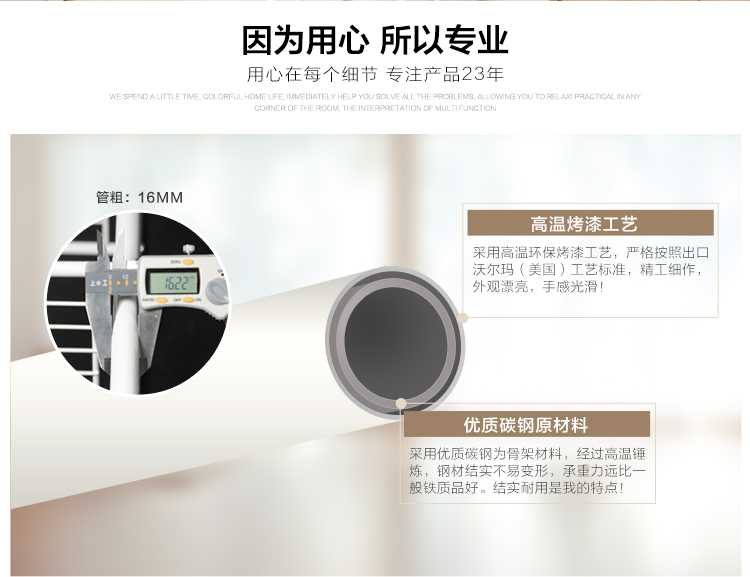 因为用心 所以专业
用心在每个细节 专注产品23年
WE SPEND A LITTLE TIME, COLORFUL HOME LIFE, IMMEDIATELY HELP YOU SOLVE ALL THE PROBLEMS, ALLOWING YOU TO RELAX! PRACTICAL IN ANY
CORNER OF THE ROOM, THE INTERPRETATION OF MULTI FUNCTION
管粗：16MM
高温烤漆工艺
采用高温环保烤漆工艺，严格按照出口
沃尔玛（美国）工艺标准，精工细作，
外观漂亮，手感光滑！
ZERO
16.22
上☆工
0 10
OFF
ON
优质碳钢原材料
采用优质碳钢为骨架材料，经过高温锤
炼，钢材结实不易变形，承重力远比一
般铁质品好。结实耐用是我的特点！